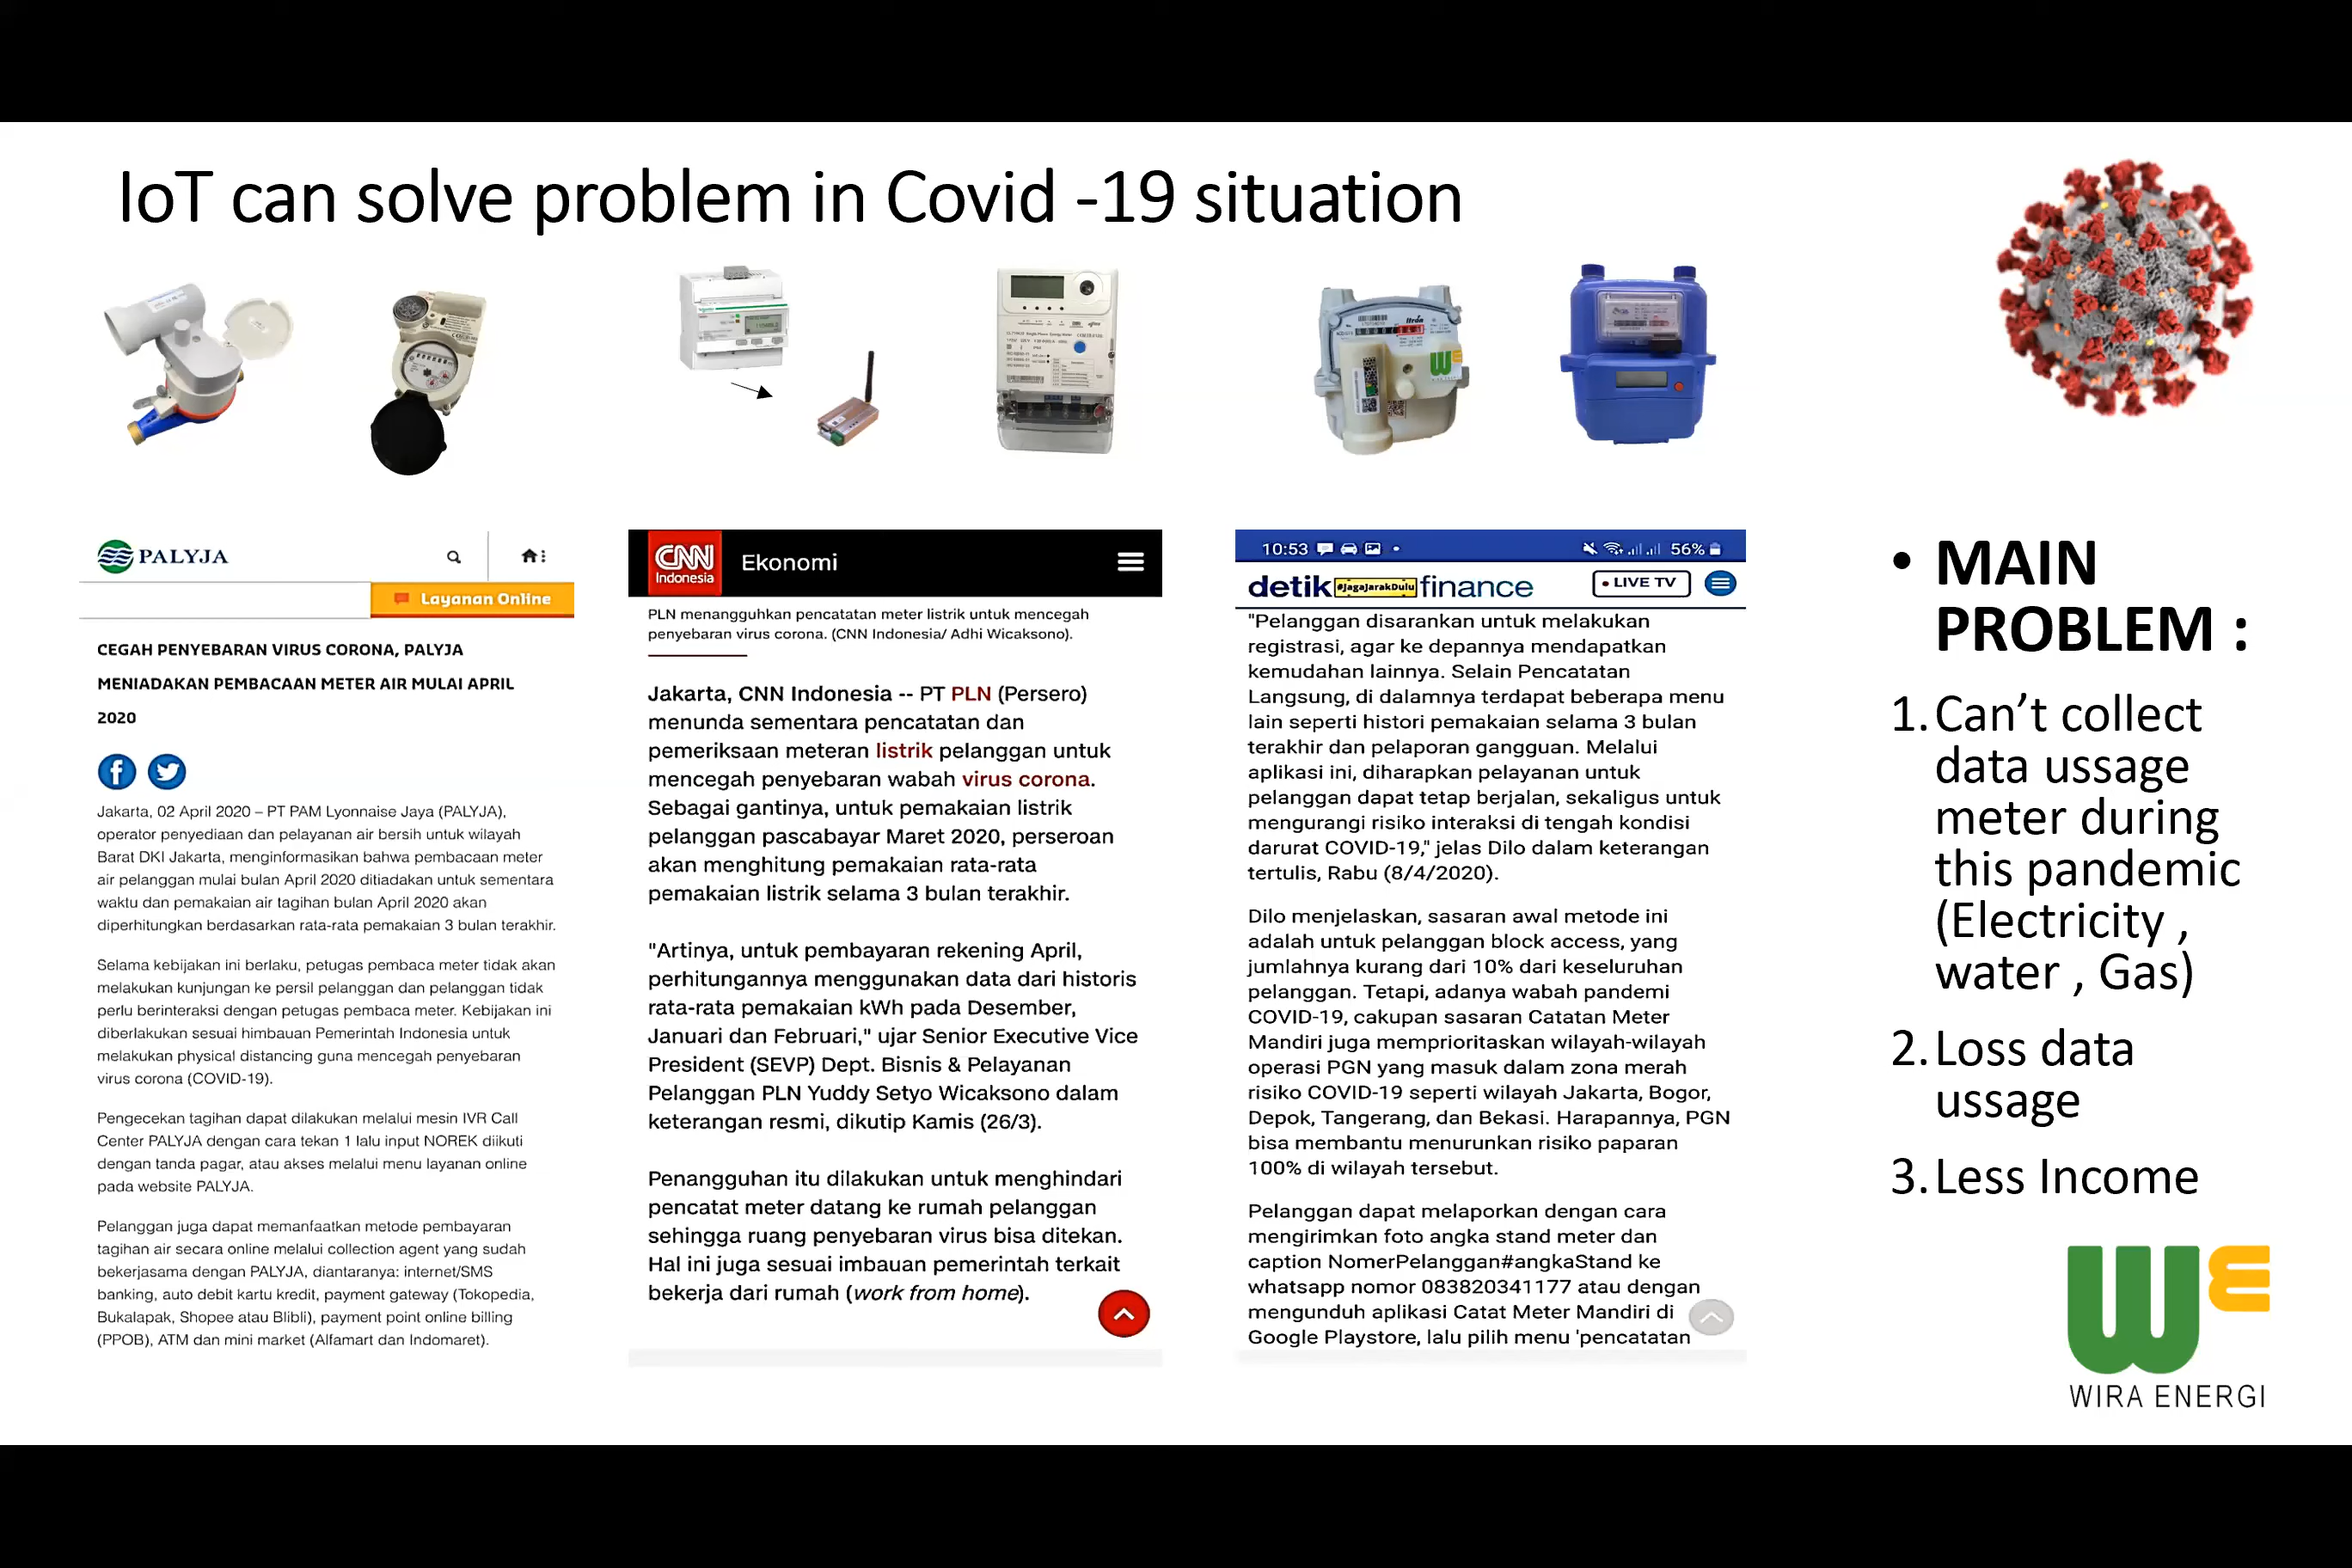 IoT can solve problem in Covid -19 situation
PALYJA
Layanan Online
CEGAH PENYEBARAN VIRUS CORONA, PALYJA
MENIADAKAN PEMBACAAN METER AIR MULAI APRIL
2020
Jakarta, 02 April 2020 – PT PAM Lyonnaise Jaya (PALYJA),
operator penyediaan dan pelayanan air bersih untuk wilayah
Barat DKI Jakarta, menginformasikan bahwa pembacaan meter
air pelanggan mulai bulan April 2020 ditiadakan untuk sementara
waktu dan pemakaian air tagihan bulan April 2020 akan
diperhitungkan berdasarkan rata-rata pemakaian 3 bulan terakhir.
Selama kebijakan ini berlaku, petugas pembaca meter tidak akan
melakukan kunjungan ke persil pelanggan dan pelanggan tidak
perlu berinteraksi dengan petugas pembaca meter. Kebijakan ini
diberlakukan sesuai himbauan Pemerintah Indonesia untuk
melakukan physical distancing guna mencegah penyebaran
virus corona (COVID-19).
Pengecekan tagihan dapat dilakukan melalui mesin IVR Call
Center PALYJA dengan cara tekan 1 lalu input NOREK diikuti
dengan tanda pagar, atau akses melalui menu layanan online
pada website PALYJA.
Pelanggan juga dapat memanfaatkan metode pembayaran
tagihan air secara online melalui collection agent yang sudah
bekerjasama dengan PALYJA, diantaranya: internet/SMS
banking, auto debit kartu kredit, payment gateway (Tokopedia,
Bukalapak, Shopee atau Blibli), payment point online billing
(PPOB), ATM dan mini market (Alfamart dan Indomaret).
CNN
Indonesia
Ekonomi
PLN menangguhkan pencatatan meter listrik untuk mencegah
penyebaran virus corona. (CNN Indonesia/ Adhi Wicaksono).
Jakarta, CNN Indonesia -- PT PLN (Persero)
menunda sementara pencatatan dan
pemeriksaan meteran listrik pelanggan untuk
mencegah penyebaran wabah virus corona.
Sebagai gantinya, untuk pemakaian listrik
pelanggan pascabayar Maret 2020, perseroan
akan menghitung pemakaian rata-rata
pemakaian listrik selama 3 bulan terakhir.
"Artinya, untuk pembayaran rekening April,
perhitungannya menggunakan data dari historis
rata-rata pemakaian kWh pada Desember,
Januari dan Februari," ujar Senior Executive Vice
President (SEVP) Dept. Bisnis & Pelayanan
Pelanggan PLN Yuddy Setyo Wicaksono dalam
keterangan resmi, dikutip Kamis (26/3).
Penangguhan itu dilakukan untuk menghindari
pencatat meter datang ke rumah pelanggan
sehingga ruang penyebaran virus bisa ditekan.
Hal ini juga sesuai imbauan pemerintah terkait
bekerja dari rumah (work from home).
10:53
56%
detik #JagaJarakDulu finance
LIVE TV
"Pelanggan disarankan untuk melakukan
registrasi, agar ke depannya mendapatkan
kemudahan lainnya. Selain Pencatatan
Langsung, di dalamnya terdapat beberapa menu
lain seperti histori pemakaian selama 3 bulan
terakhir dan pelaporan gangguan. Melalui
aplikasi ini, diharapkan pelayanan untuk
pelanggan dapat tetap berjalan, sekaligus untuk
mengurangi risiko interaksi di tengah kondisi
darurat COVID-19," jelas Dilo dalam keterangan
tertulis, Rabu (8/4/2020).
Dilo menjelaskan, sasaran awal metode ini
adalah untuk pelanggan block access, yang
jumlahnya kurang dari 10% dari keseluruhan
pelanggan. Tetapi, adanya wabah pandemi
COVID-19, cakupan sasaran Catatan Meter
Mandiri juga memprioritaskan wilayah-wilayah
operasi PGN yang masuk dalam zona merah
risiko COVID-19 seperti wilayah Jakarta, Bogor,
Depok, Tangerang, dan Bekasi. Harapannya, PGN
bisa membantu menurunkan risiko paparan
100% di wilayah tersebut.
Pelanggan dapat melaporkan dengan cara
mengirimkan foto angka stand meter dan
caption NomerPelanggan#angkaStand ke
whatsapp nomor 083820341177 atau dengan
mengunduh aplikasi Catat Meter Mandiri di
Google Playstore, lalu pilih menu 'pencatatan
• MAIN
PROBLEM :
1. Can't collect
data ussage
meter during
this pandemic
(Electricity ,
water , Gas)
2. Loss data
ussage
3. Less Income
WE
WIRA ENERGI